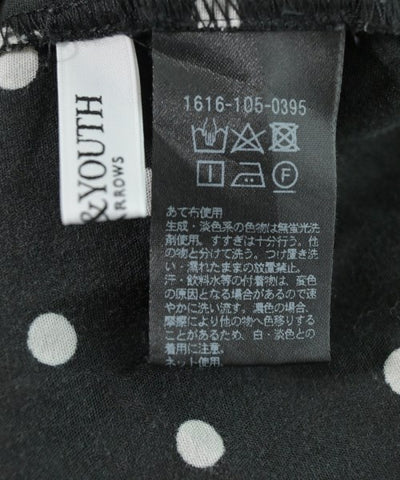 &YOUTH
ARROWS
1616-105-0395
F
あて布使用
生成・淡色系の色物は無蛍光洗
剤使用。すすぎは十分行う。他
の物と分けて洗う。つけ置き洗
い・濡れたままの放置禁止。
汗・飲料水等の付着物は、変色
の原因となる場合があるので速
やかに洗い流す。濃色の場合、
摩擦により他の物へ色移りする
ことがあるため、白・淡色との
着用に注意。
ネット使用。